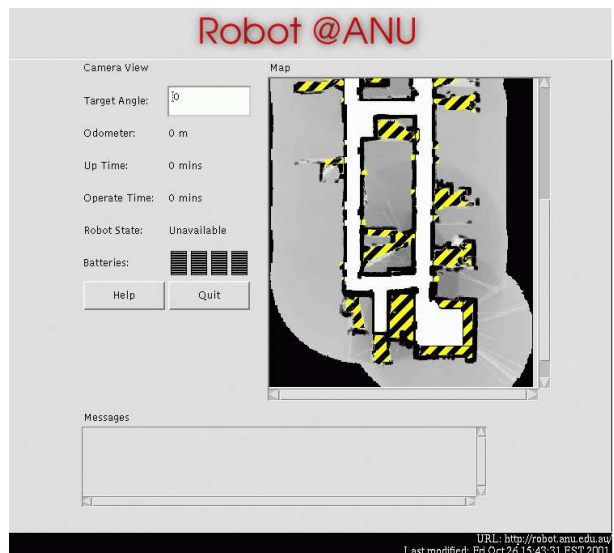 Robot @ANU
Camera View
Map
Target Angle: 0
Odometer: 0 m
Up Time: 0 mins
Operate Time: 0 mins
Robot State: Unavailable
Batteries:
Help Quit
Messages
URL: http://robot.anu.edu.au/
Last modified: Fri Oct 26 15:43:31 EST 2001